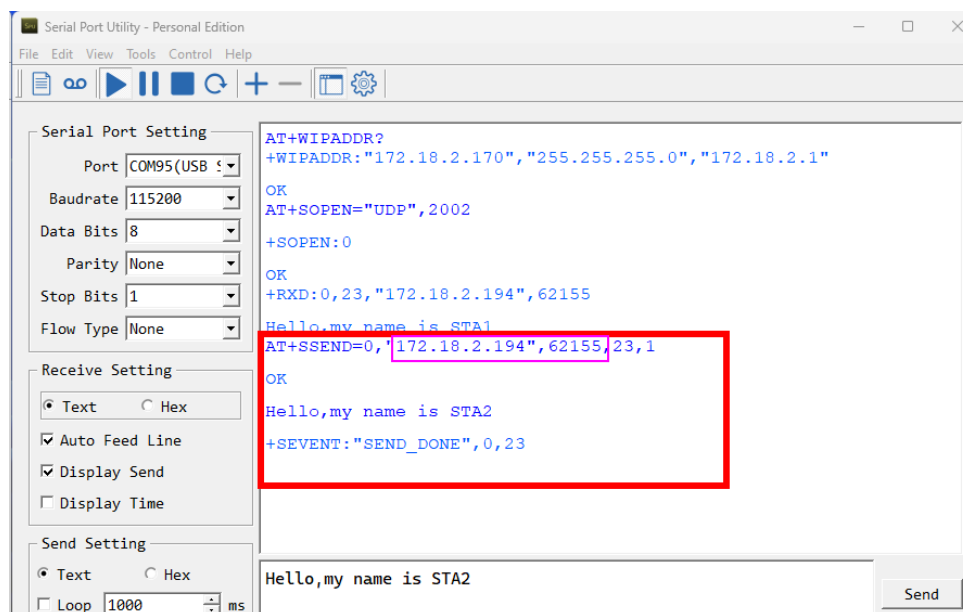 Serial Port Utility - Personal Edition
File Edit View Tools Control Help
Serial Port Setting
Port COM95(USB S
Baudrate 115200
Data Bits 8
Parity None
Stop Bits 1
Flow Type None
Receive Setting
Text Hex
Auto Feed Line
Display Send
Display Time
Send Setting
Text Hex
Loop 1000 ms
AT+WIPADDR?
+WIPADDR:"172.18.2.170","255.255.255.0","172.18.2.1"
OK
AT+SOPEN="UDP",2002
+SOPEN:0
OK
+RXD:0,23,"172.18.2.194",62155
Hello,my name is STA1
AT+SSEND=0,"172.18.2.194",62155,23,1
OK
Hello,my name is STA2
+SEVENT:"SEND_DONE",0,23
Hello,my name is STA2
Send